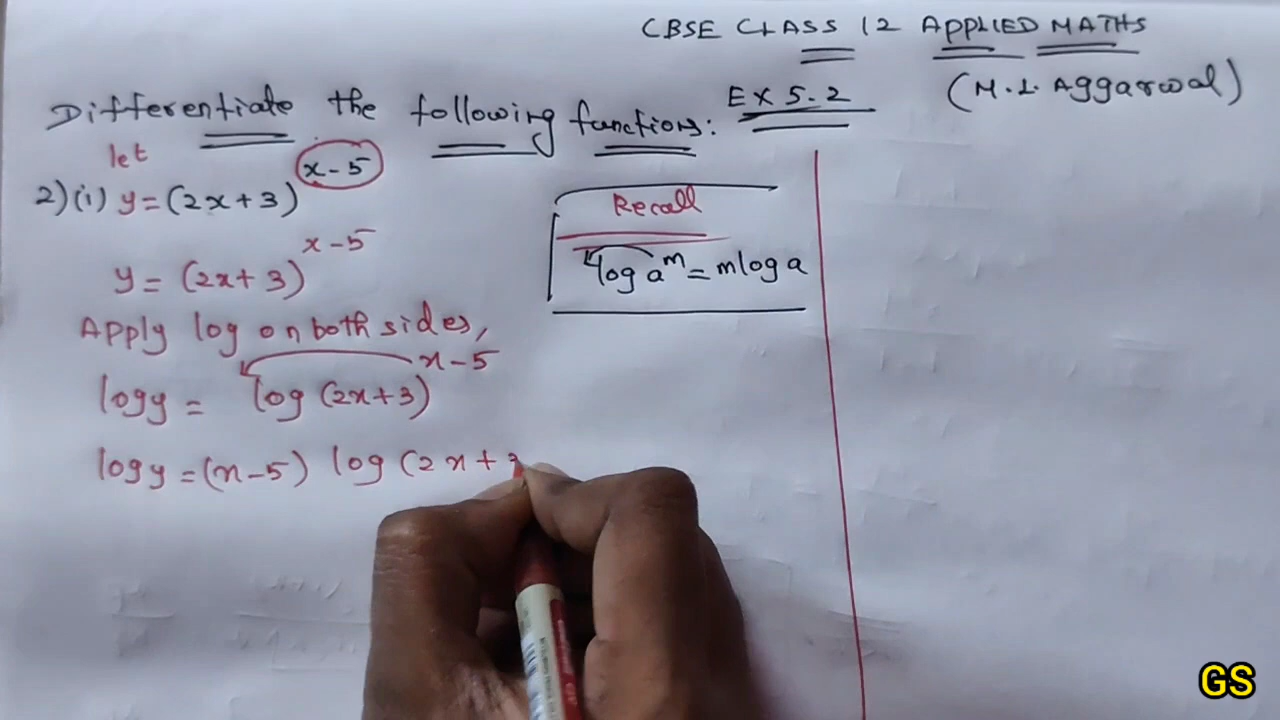 CBSE CLASS 12 APPLIED MATHS
(M.L. Aggarwal)
Differentiate the following functions: EX 5.2
let
2)(i) y = (2x+3)^x-5
y = (2x+3)^x-5
Apply log on both sides,
log y = log (2x+3)^x-5
log y = (x-5) log (2x+
Recall
log a^m = m log a
GS